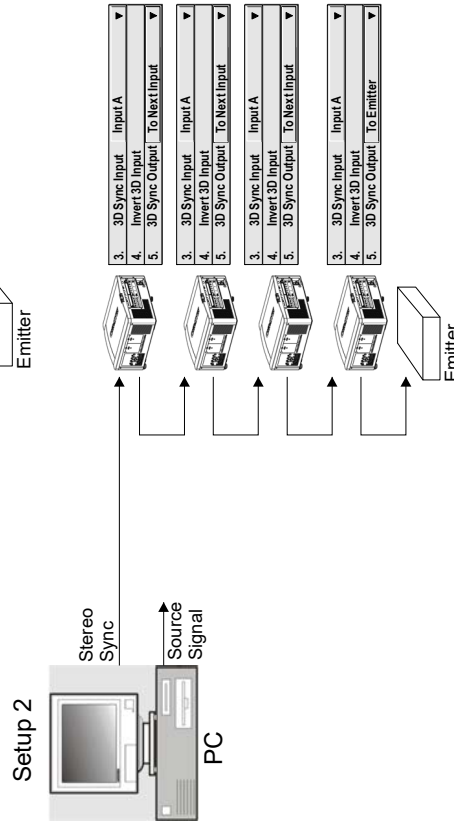 Emitter
Setup 2
Stereo
Sync
Source
Signal
PC
3. 3D Sync Input Input A
4. Invert 3D Input
5. 3D Sync Output To Next Input
3. 3D Sync Input Input A
4. Invert 3D Input
5. 3D Sync Output To Next Input
3. 3D Sync Input Input A
4. Invert 3D Input
5. 3D Sync Output To Next Input
3. 3D Sync Input Input A
4. Invert 3D Input
5. 3D Sync Output To Emitter
Emitter